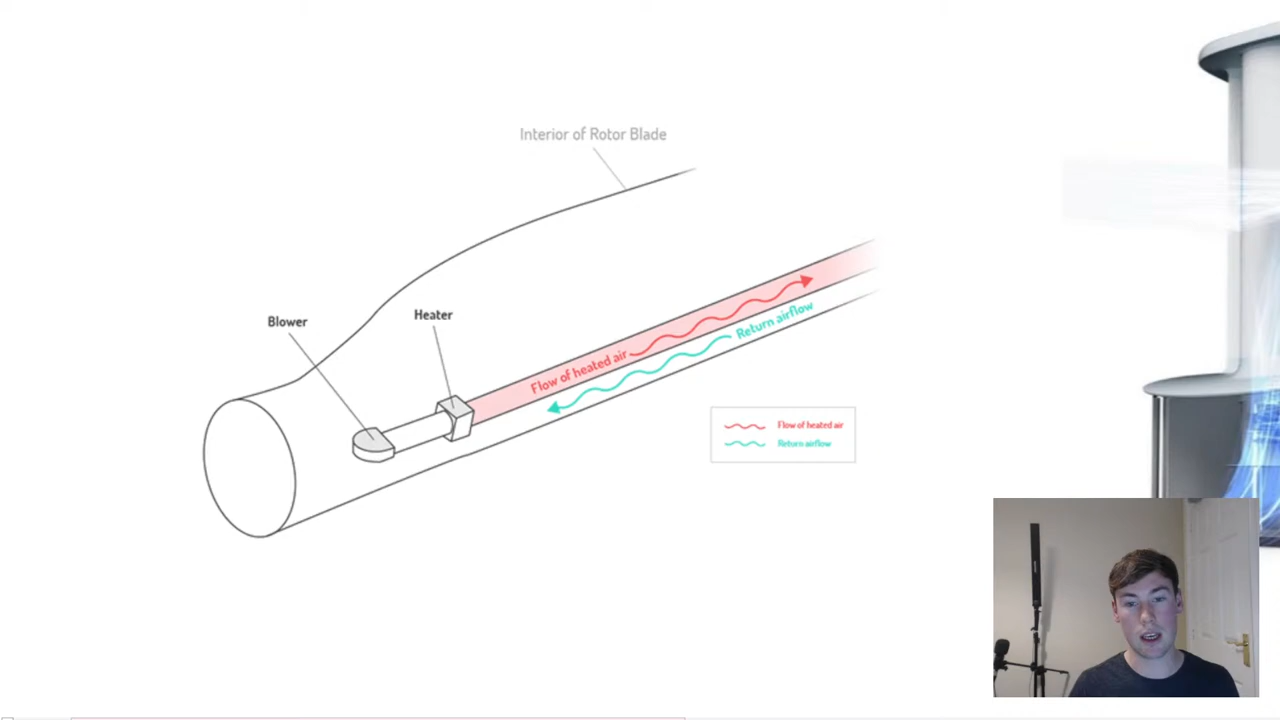 Interior of Rotor Blade
Blower
Heater
Flow of heated air
Return airflow
Flow of heated air
Return airflow